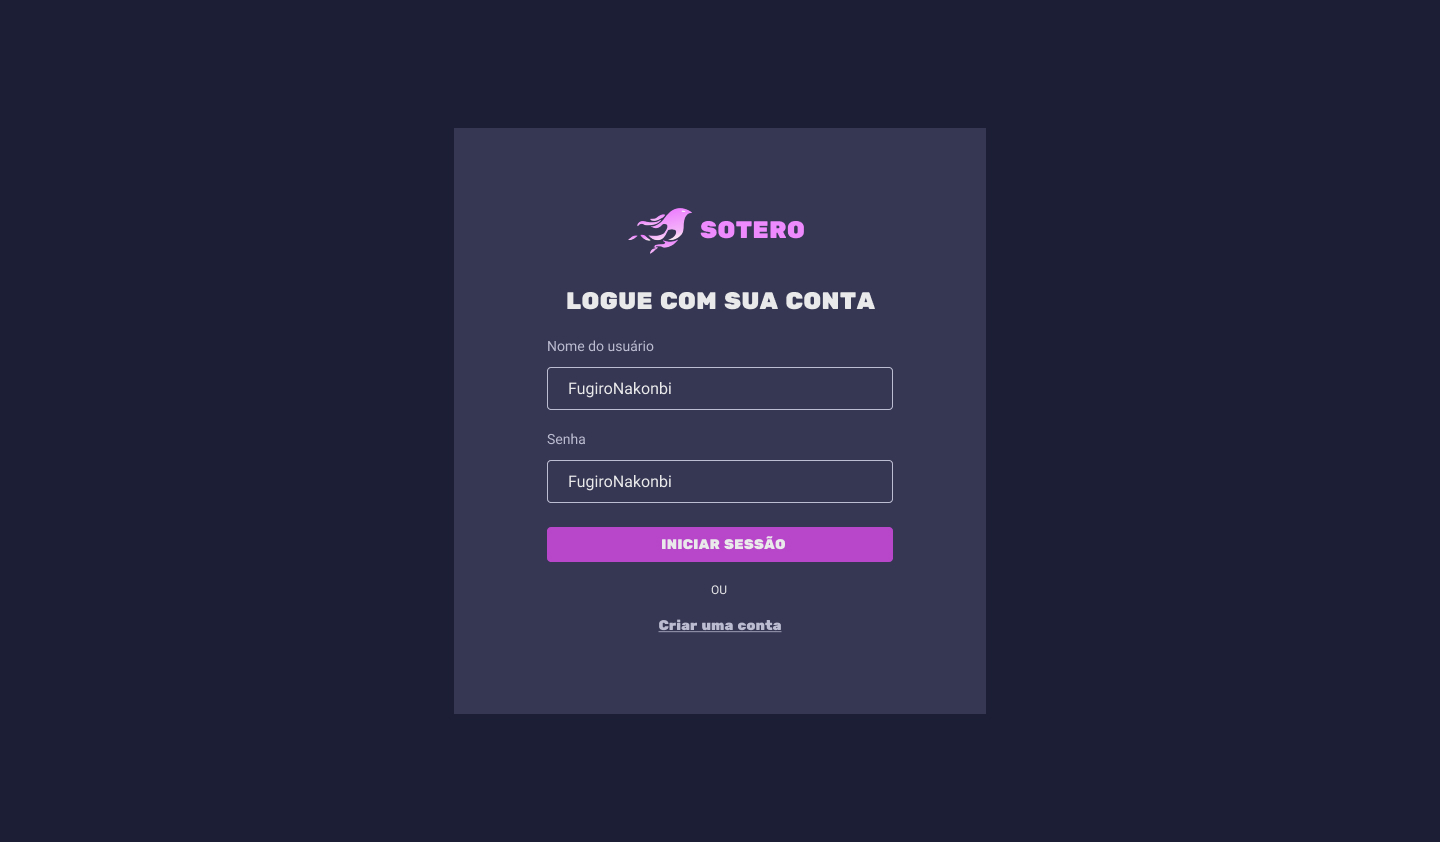 SOTERO
LOGUE COM SUA CONTA
Nome do usuário
FugiroNakonbi
Senha
FugiroNakonbi
INICIAR SESSÃO
OU
Criar uma conta